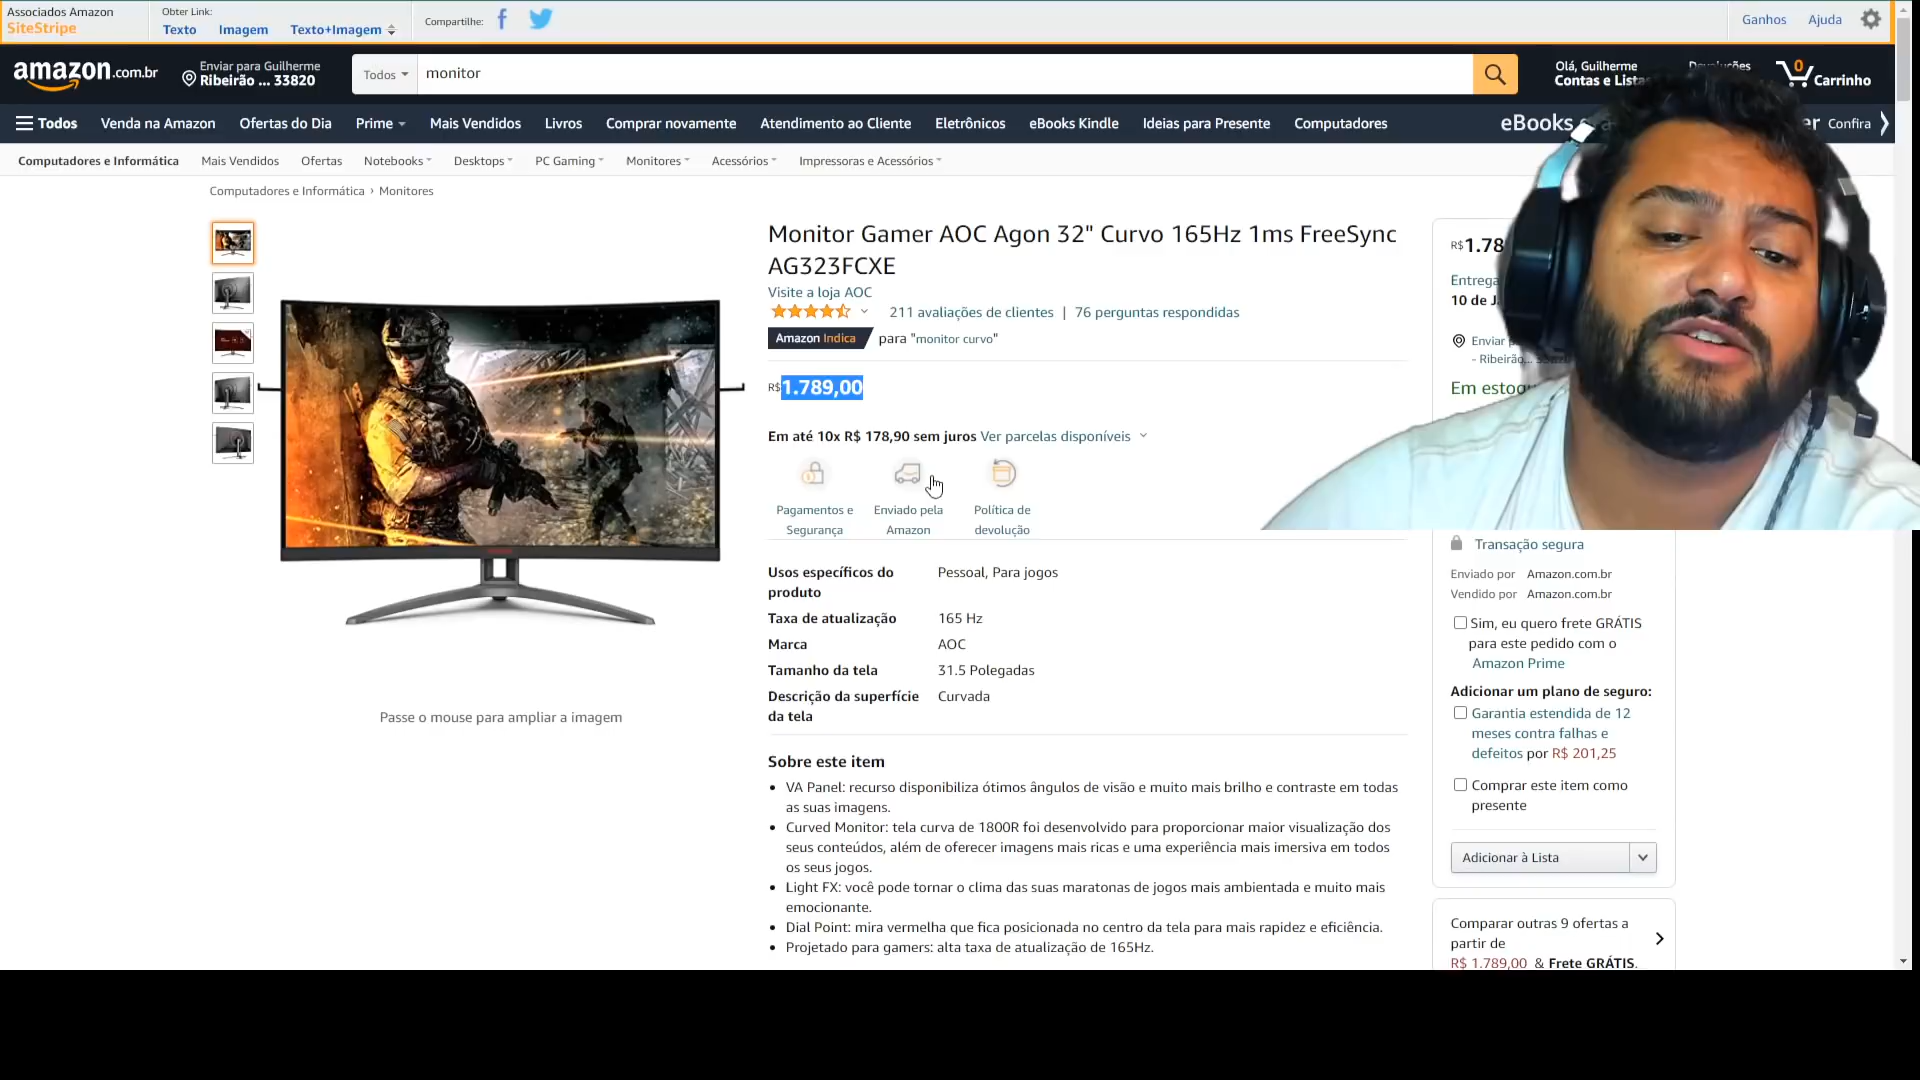 Associados Amazon
SiteStripe
Obter Link:
Texto Imagem Texto+Imagem
Compartilhe:
Ganhos Ajuda
amazon.com.br
Enviar para Guilherme
Ribeirão ... 33820
Todos
monitor
Olá, Guilherme
Contas e Listas
Devoluções
0
Carrinho
Todos Venda na Amazon Ofertas do Dia Prime Mais Vendidos Livros Comprar novamente Atendimento ao Cliente Eletrônicos eBooks Kindle Ideias para Presente Computadores
eBooks
Confira
Computadores e Informática Mais Vendidos Ofertas Notebooks Desktops PC Gaming Monitores Acessórios Impressoras e Acessórios
Computadores e Informática › Monitores
Monitor Gamer AOC Agon 32" Curvo 165Hz 1ms FreeSync
AG323FCXE
Visite a loja AOC
211 avaliações de clientes | 76 perguntas respondidas
Amazon Indica para "monitor curvo"
R$1.789,00
Em até 10x R$ 178,90 sem juros Ver parcelas disponíveis
Pagamentos e
Segurança
Enviado pela
Amazon
Política de
devolução
Usos específicos do
produto
Pessoal, Para jogos
Taxa de atualização 165 Hz
Marca AOC
Tamanho da tela 31.5 Polegadas
Descrição da superfície
da tela
Curvada
Sobre este item
• VA Panel: recurso disponibiliza ótimos ângulos de visão e muito mais brilho e contraste em todas
as suas imagens.
• Curved Monitor: tela curva de 1800R foi desenvolvido para proporcionar maior visualização dos
seus conteúdos, além de oferecer imagens mais ricas e uma experiência mais imersiva em todos
os seus jogos.
• Light FX: você pode tornar o clima das suas maratonas de jogos mais ambientada e muito mais
emocionante.
• Dial Point: mira vermelha que fica posicionada no centro da tela para mais rapidez e eficiência.
• Projetado para gamers: alta taxa de atualização de 165Hz.
Passe o mouse para ampliar a imagem
R$1.78
Entrega
10 de J
Enviar
- Ribeirão...
Em estoq
Transação segura
Enviado por Amazon.com.br
Vendido por Amazon.com.br
Sim, eu quero frete GRÁTIS
para este pedido com o
Amazon Prime
Adicionar um plano de seguro:
Garantia estendida de 12
meses contra falhas e
defeitos por R$ 201,25
Comprar este item como
presente
Adicionar à Lista
Comparar outras 9 ofertas a
partir de
R$ 1.789,00 & Frete GRÁTIS.